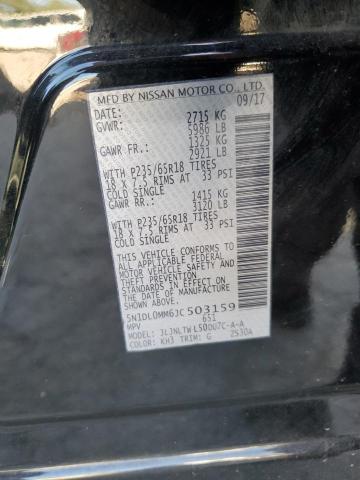 MFD BY NISSAN MOTOR CO., LTD.
DATE: 09/17
GVWR: 2715 KG
5986 LB
GAWR FR: 1325 KG
2921 LB
WITH P235/65R18 TIRES
18 X 7.5 RIMS AT 33 PSI
COLD SINGLE
GAWR RR: 1415 KG
3120 LB
WITH P235/65R18 TIRES
18 X 7.5 RIMS AT 33 PSI
COLD SINGLE
THIS VEHICLE CONFORMS TO
ALL APPLICABLE FEDERAL
MOTOR VEHICLE SAFETY AND
THEFT PREVENTION
STANDARDS IN EFFECT ON
THE DATE OF MANUFACTURE
SHOWN ABOVE.
5N1DL0MM6JC503159
MPV 651
COLOR: KH3 TRIM: G 2530A